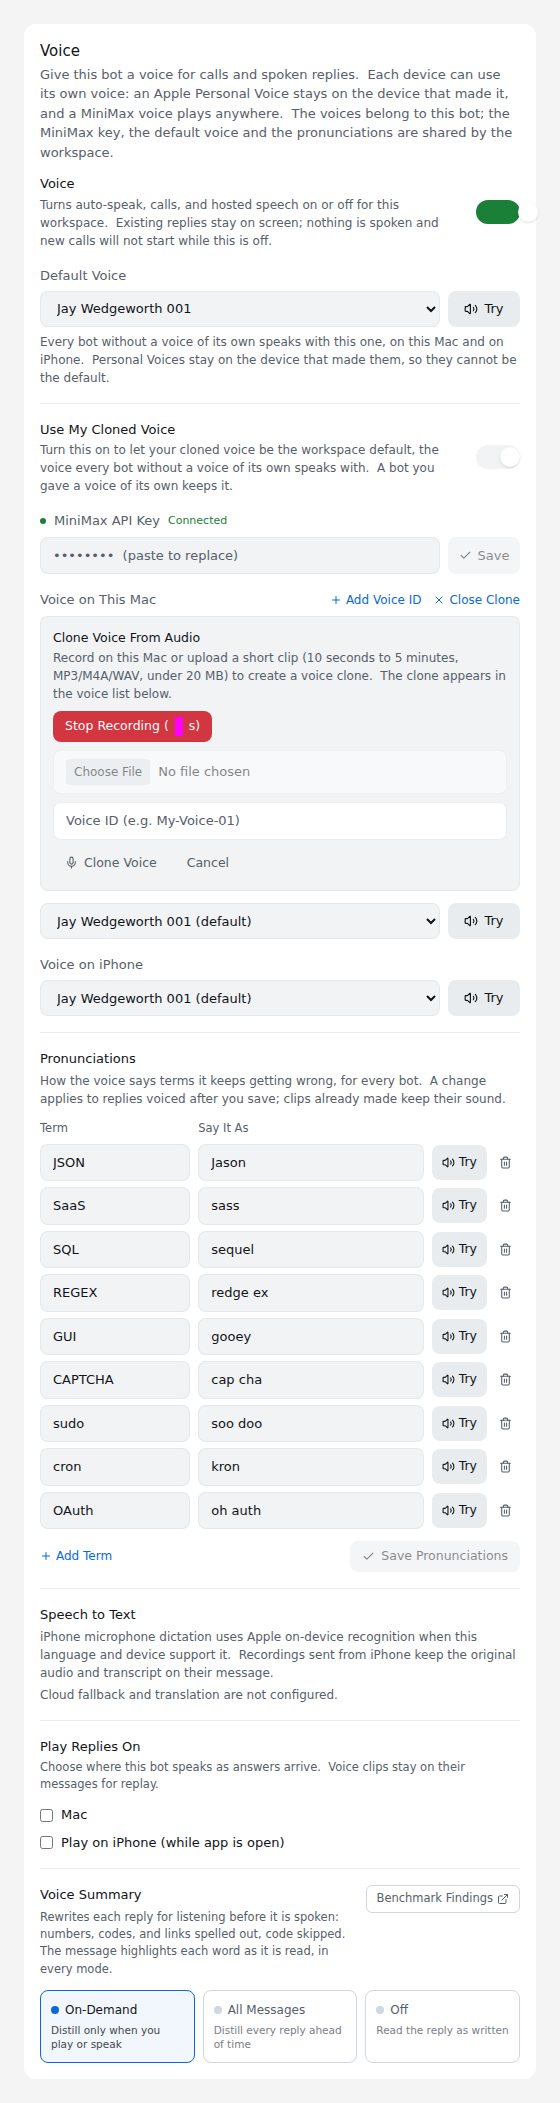 Voice
Give this bot a voice for calls and spoken replies.  Each device can use
its own voice: an Apple Personal Voice stays on the device that made it,
and a MiniMax voice plays anywhere.  The voices belong to this bot; the
MiniMax key, the default voice and the pronunciations are shared by the
workspace.
Voice
Turns auto-speak, calls, and hosted speech on or off for this
workspace.  Existing replies stay on screen; nothing is spoken and
new calls will not start while this is off.
Default Voice
Jay Wedgeworth 001
Try
Every bot without a voice of its own speaks with this one, on this Mac and on
iPhone.  Personal Voices stay on the device that made them, so they cannot be
the default.
Use My Cloned Voice
Turn this on to let your cloned voice be the workspace default, the
voice every bot without a voice of its own speaks with.  A bot you
gave a voice of its own keeps it.
MiniMax API Key Connected
•••••••• (paste to replace)
Save
Voice on This Mac
Add Voice ID
Close Clone
Clone Voice From Audio
Record on this Mac or upload a short clip (10 seconds to 5 minutes,
MP3/M4A/WAV, under 20 MB) to create a voice clone.  The clone appears in
the voice list below.
Stop Recording ( s)
Choose File No file chosen
Voice ID (e.g. My-Voice-01)
Clone Voice
Cancel
Jay Wedgeworth 001 (default)
Try
Voice on iPhone
Jay Wedgeworth 001 (default)
Try
Pronunciations
How the voice says terms it keeps getting wrong, for every bot.  A change
applies to replies voiced after you save; clips already made keep their sound.
Term Say It As
JSON Jason Try
SaaS sass Try
SQL sequel Try
REGEX redge ex Try
GUI gooey Try
CAPTCHA cap cha Try
sudo soo doo Try
cron kron Try
OAuth oh auth Try
Add Term
Save Pronunciations
Speech to Text
iPhone microphone dictation uses Apple on-device recognition when this
language and device support it.  Recordings sent from iPhone keep the original
audio and transcript on their message.
Cloud fallback and translation are not configured.
Play Replies On
Choose where this bot speaks as answers arrive.  Voice clips stay on their
messages for replay.
Mac
Play on iPhone (while app is open)
Voice Summary
Benchmark Findings
Rewrites each reply for listening before it is spoken:
numbers, codes, and links spelled out, code skipped.
The message highlights each word as it is read, in
every mode.
On-Demand
Distill only when you
play or speak
All Messages
Distill every reply ahead
of time
Off
Read the reply as written